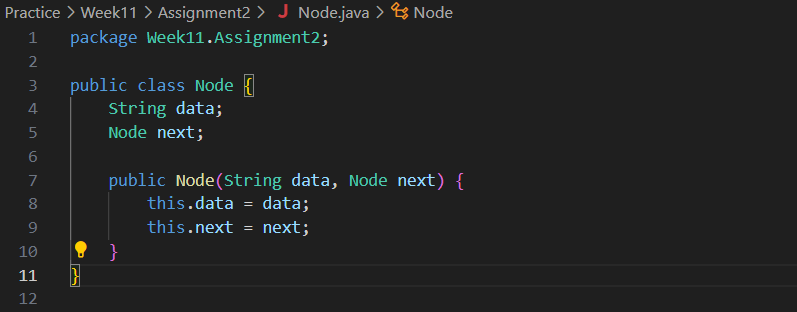 Practice > Week11 > Assignment2 > J Node.java > Node
1 package Week11.Assignment2;
2
3 public class Node {
4     String data;
5     Node next;
6
7     public Node(String data, Node next) {
8         this.data = data;
9         this.next = next;
10     }
11 }
12